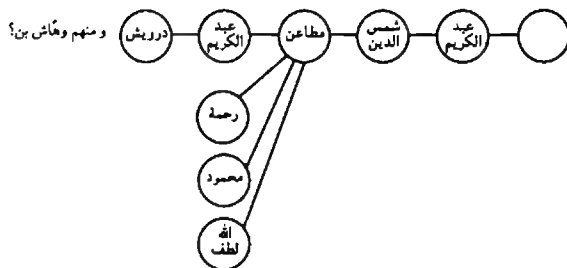 عبد
الكريم
شمس
الدين
مطاعن
عبد
الكريم
درويش
و منهم وهّاش بن؟
رحمة
محمود
الله
لطف